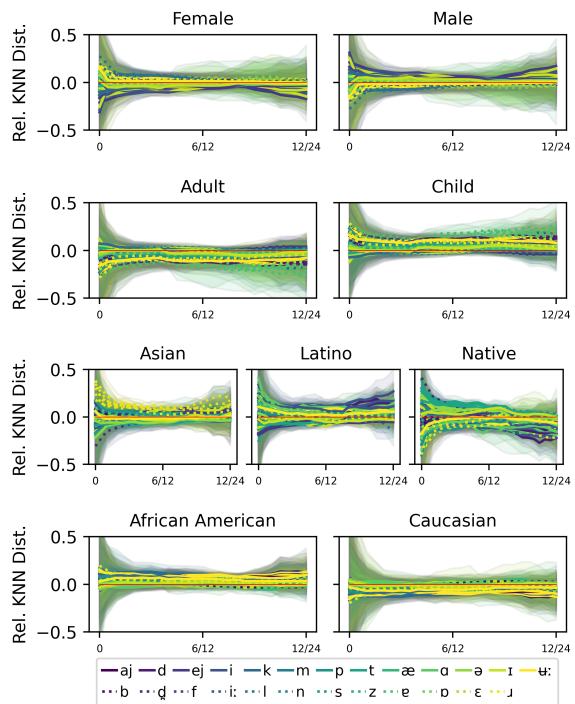 Female Male
Rel. KNN Dist. 0.5 0.0 −0.5
0 6/12 12/24 0 6/12 12/24
Adult Child
Rel. KNN Dist. 0.5 0.0 −0.5
0 6/12 12/24 0 6/12 12/24
Asian Latino Native
Rel. KNN Dist. 0.5 0.0 −0.5
0 6/12 12/24 0 6/12 12/24 0 6/12 12/24
African American Caucasian
Rel. KNN Dist. 0.5 0.0 −0.5
0 6/12 12/24 0 6/12 12/24
aj d ej i k m p t æ ɑ ə ɪ ʉː
b d̪ f iː l n s z ɐ ɒ ɛ ɹ